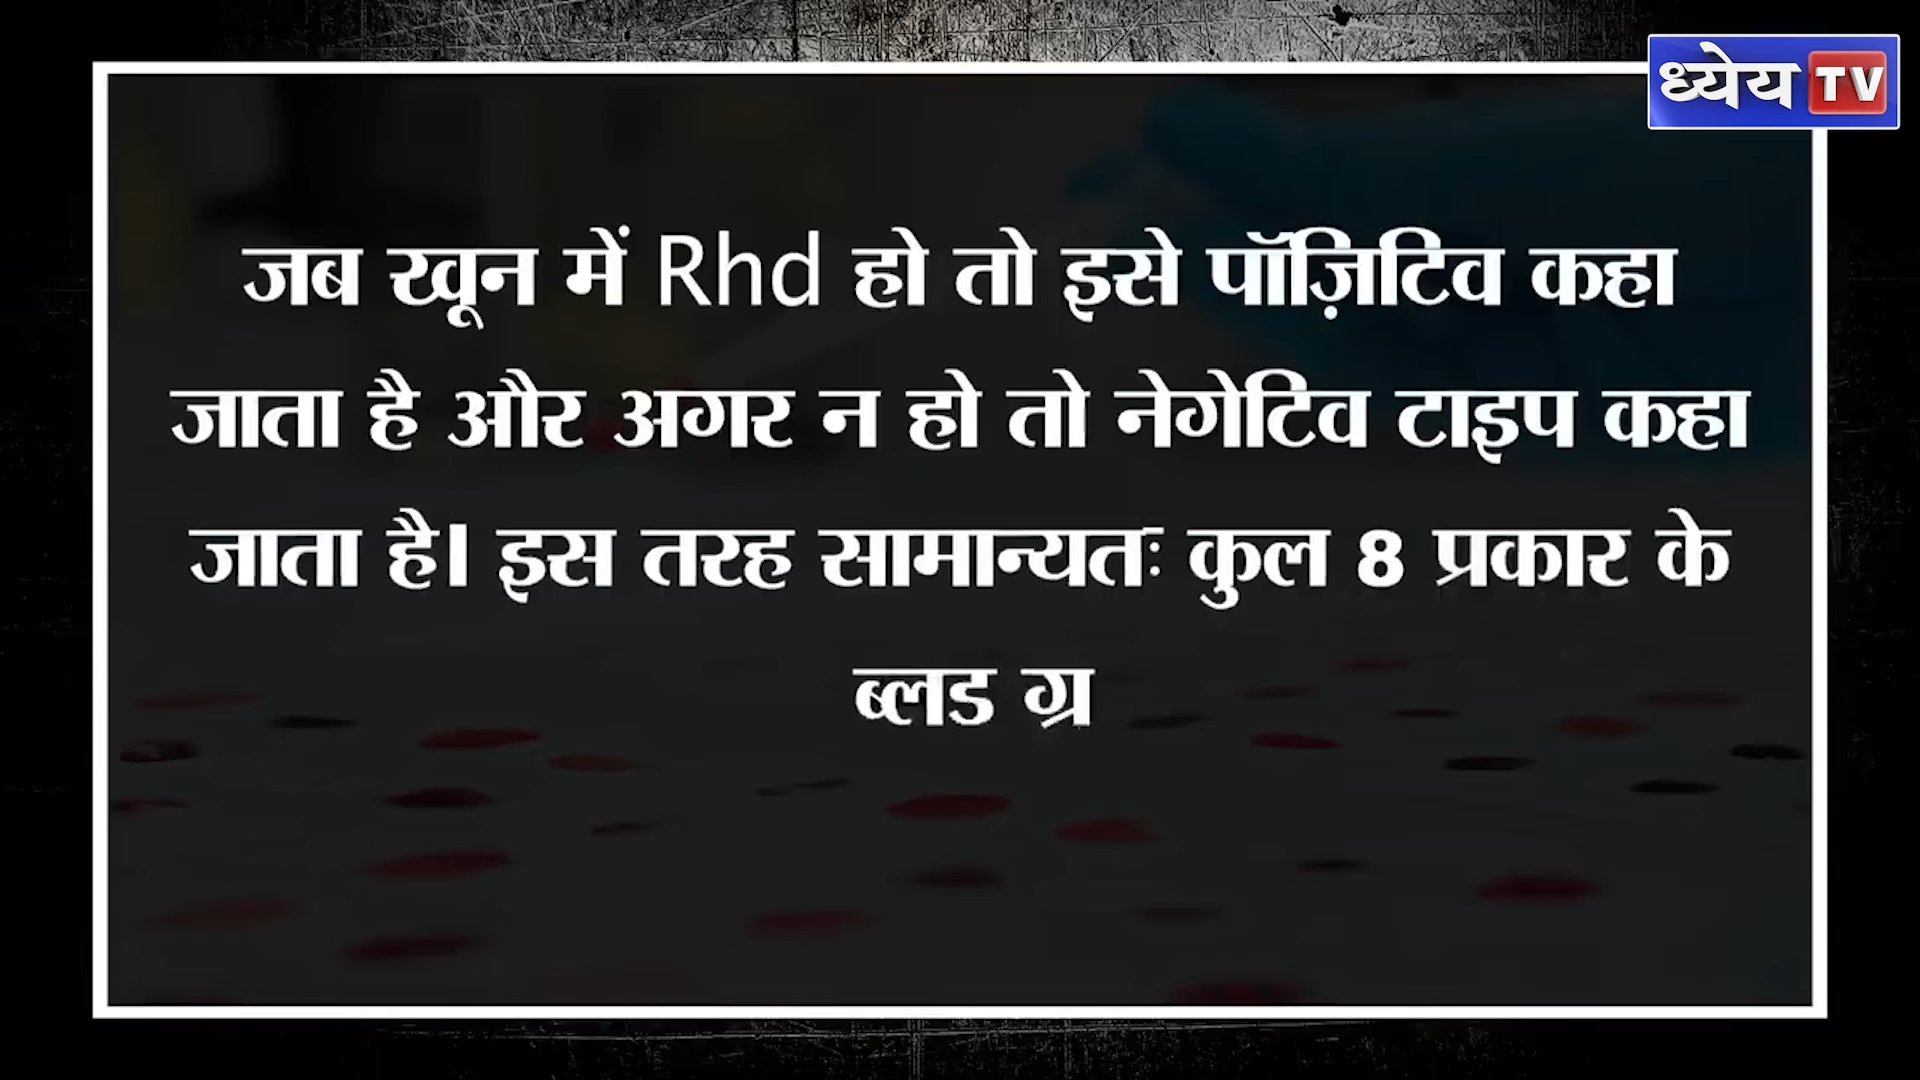 ध्येय TV
जब खून में Rhd हो तो इसे पॉज़िटिव कहा
जाता है और अगर न हो तो नेगेटिव टाइप कहा
जाता है। इस तरह सामान्यतः कुल 8 प्रकार के
ब्लड ग्र